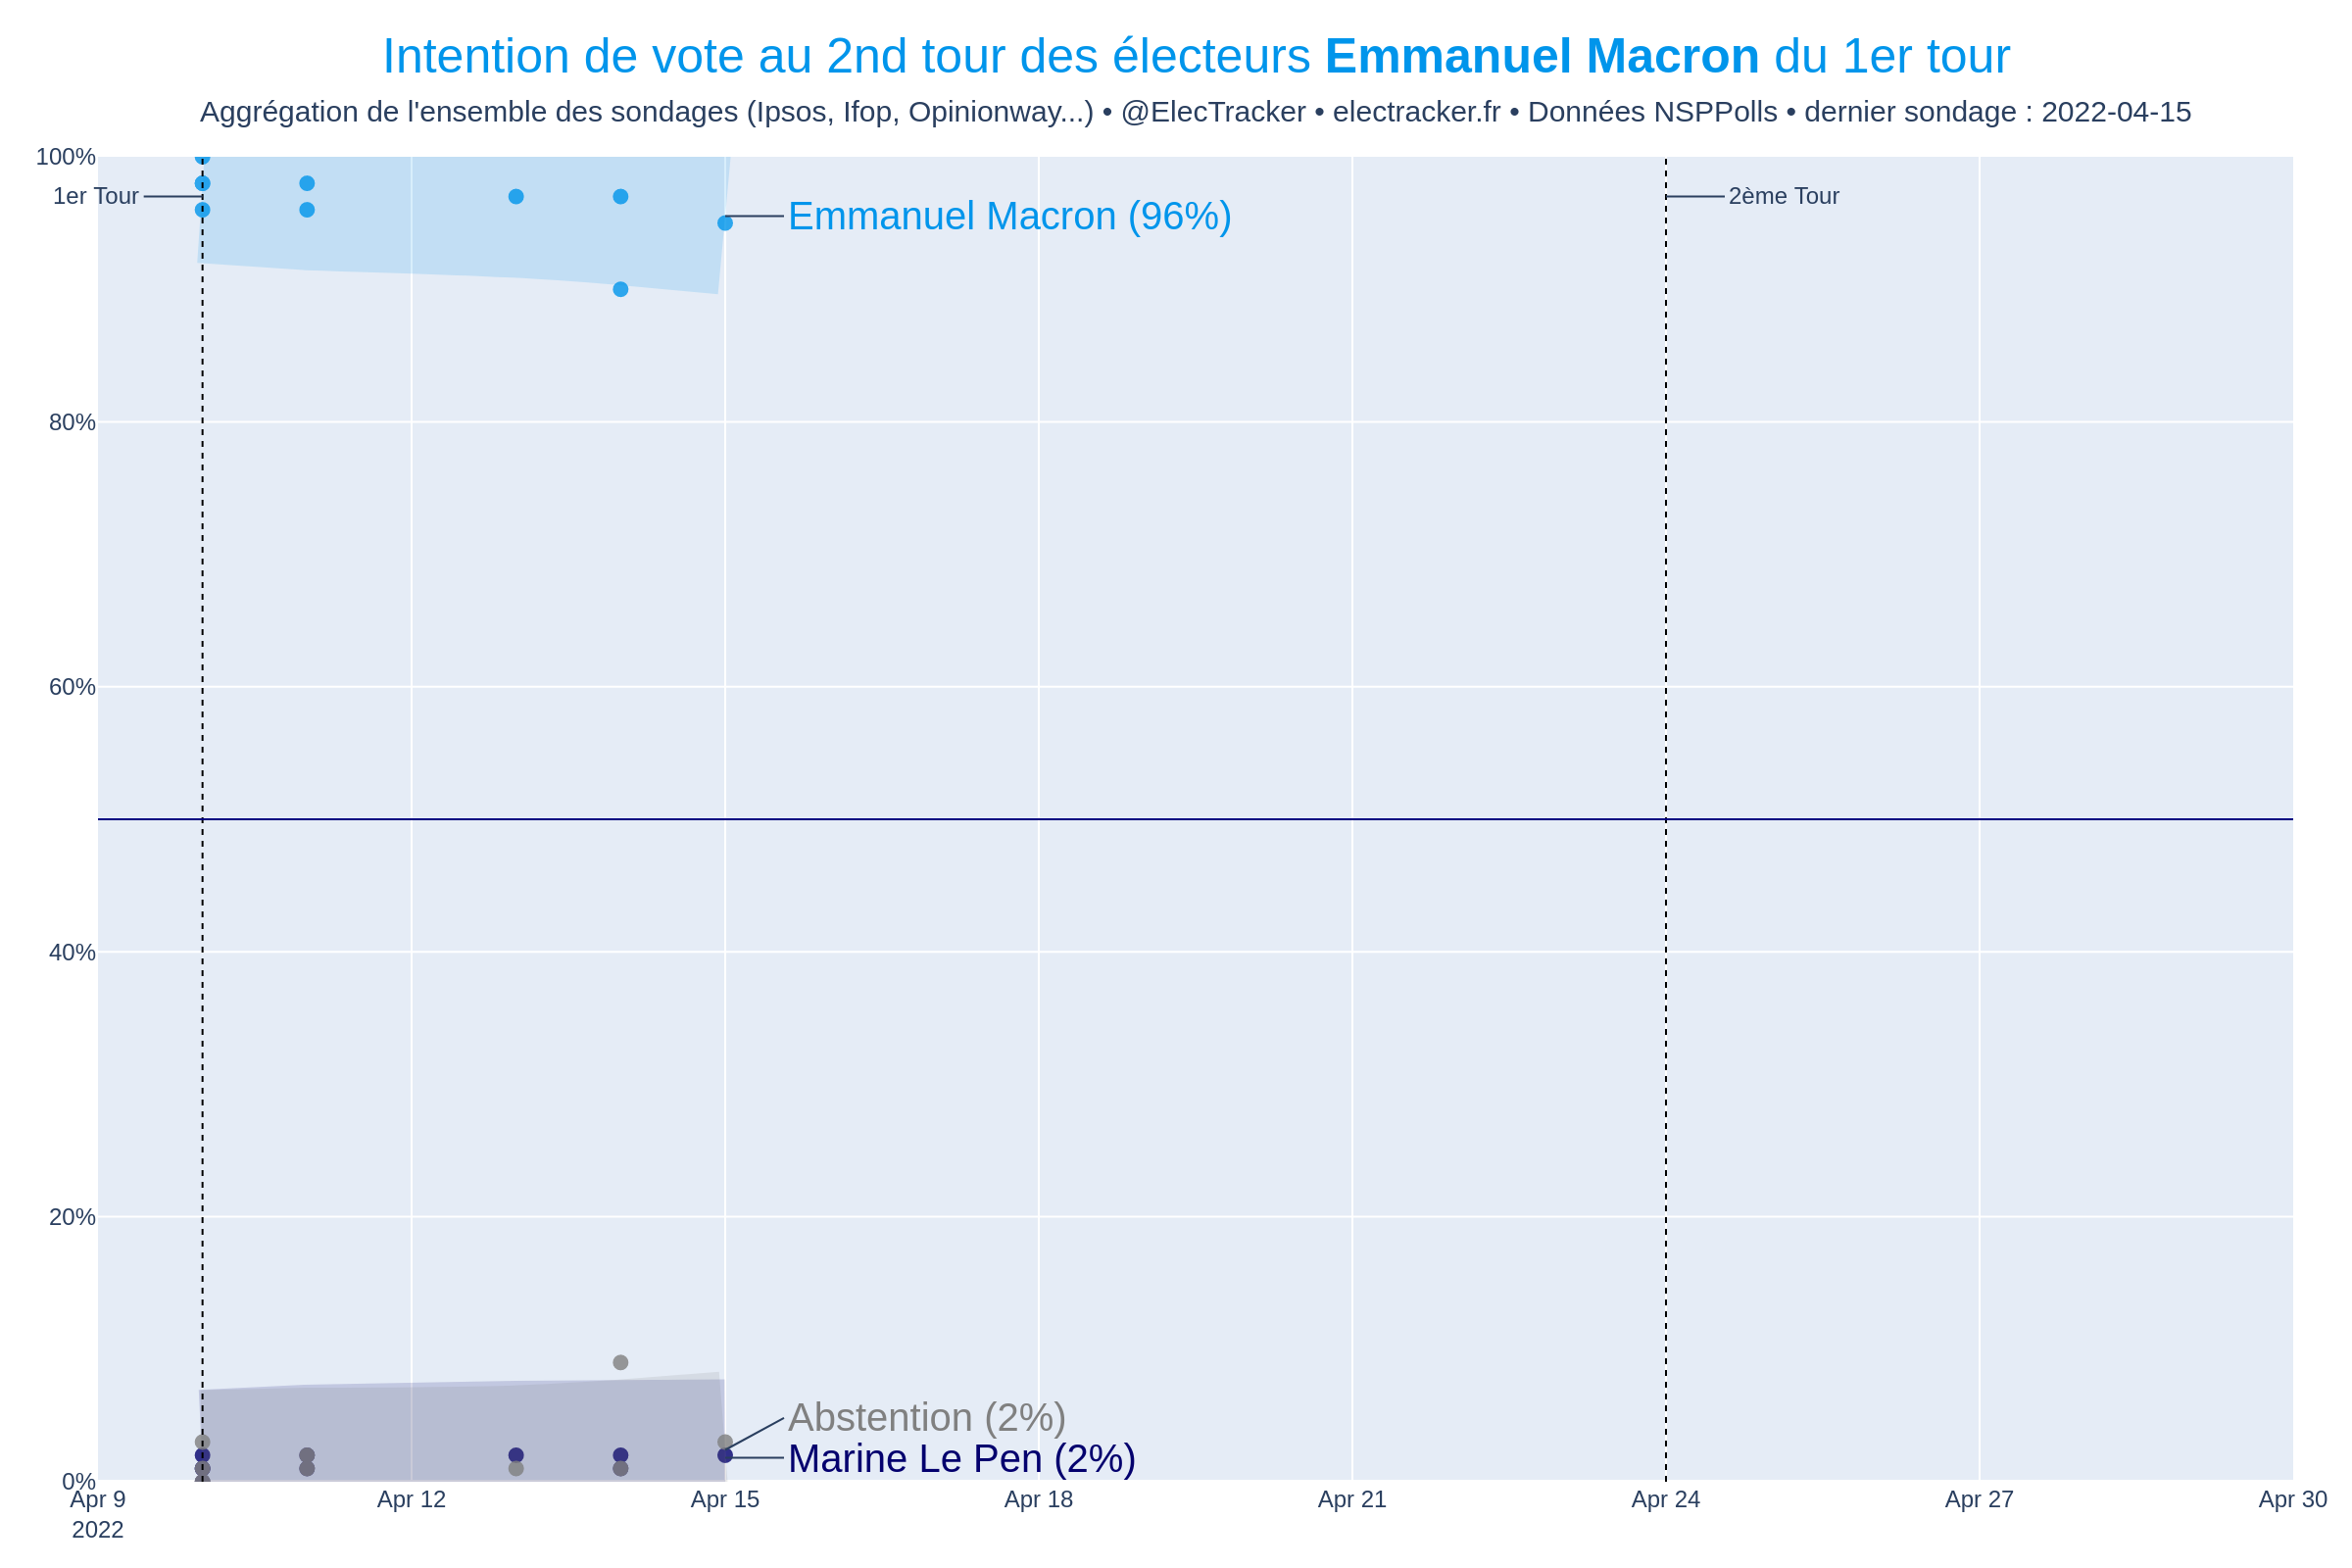 Intention de vote au 2nd tour des électeurs Emmanuel Macron du 1er tour
Aggrégation de l'ensemble des sondages (Ipsos, Ifop, Opinionway...) • @ElecTracker • electracker.fr • Données NSPPolls • dernier sondage : 2022-04-15
100%
1er Tour
2ème Tour
Emmanuel Macron (96%)
80%
60%
40%
20%
Abstention (2%)
Marine Le Pen (2%)
0%
Apr 9
2022
Apr 12
Apr 15
Apr 18
Apr 21
Apr 24
Apr 27
Apr 30